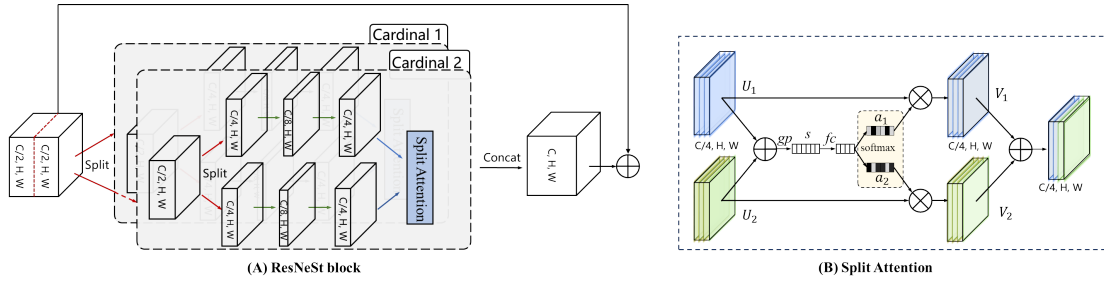 Cardinal 1
Cardinal 2
C/2, H, W
C/2, H, W
Split
C/2, H, W
Split
C/4, H, W
C/8, H, W
C/4, H, W
C/4, H, W
C/8, H, W
C/4, H, W
Split Attention
Concat
C, H, W
(A) ResNeSt block
U1
C/4, H, W
U2
gp
s
fc
a1
softmax
a2
V1
C/4, H, W
V2
C/4, H, W
(B) Split Attention